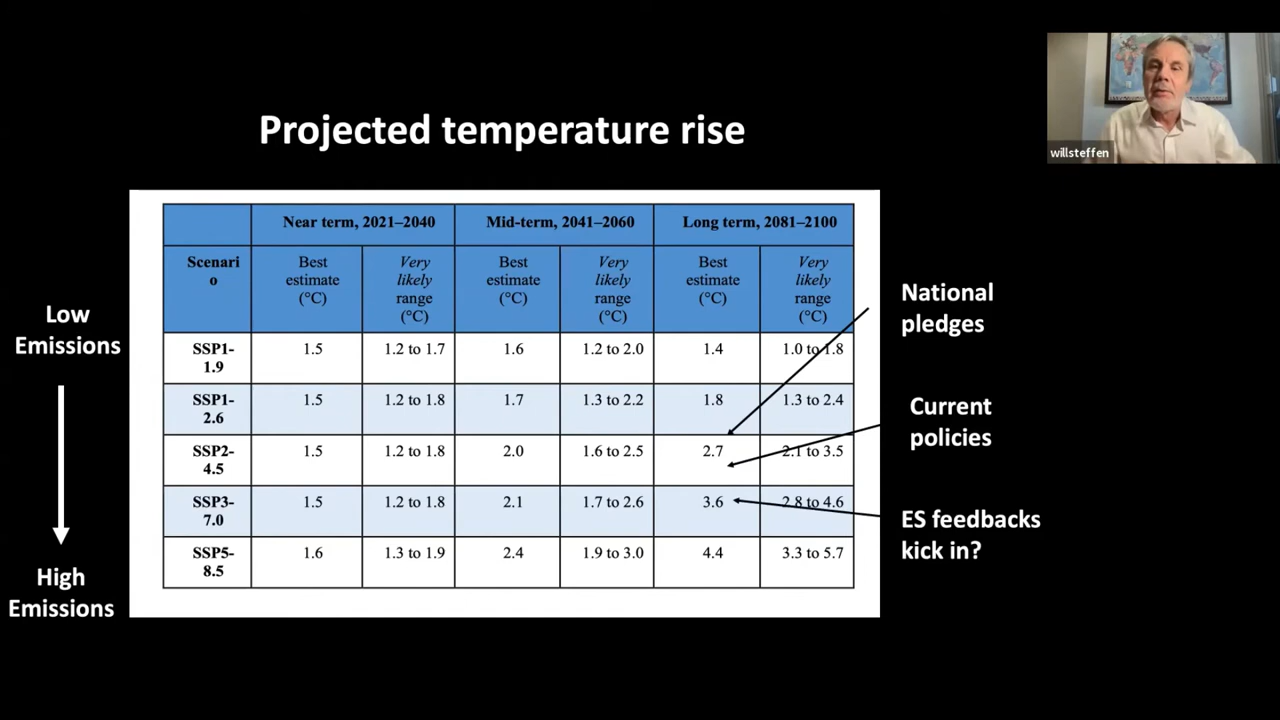 Projected temperature rise
willsteffen
Near term, 2021–2040 Mid-term, 2041–2060 Long term, 2081–2100
Scenari
o
Best
estimate
(°C)
Very
likely
range
(°C)
Best
estimate
(°C)
Very
likely
range
(°C)
Best
estimate
(°C)
Very
likely
range
(°C)
SSP1-
1.9
1.5 1.2 to 1.7 1.6 1.2 to 2.0 1.4 1.0 to 1.8
SSP1-
2.6
1.5 1.2 to 1.8 1.7 1.3 to 2.2 1.8 1.3 to 2.4
SSP2-
4.5
1.5 1.2 to 1.8 2.0 1.6 to 2.5 2.7 2.1 to 3.5
SSP3-
7.0
1.5 1.2 to 1.8 2.1 1.7 to 2.6 3.6 2.8 to 4.6
SSP5-
8.5
1.6 1.3 to 1.9 2.4 1.9 to 3.0 4.4 3.3 to 5.7
Low
Emissions
High
Emissions
National
pledges
Current
policies
ES feedbacks
kick in?